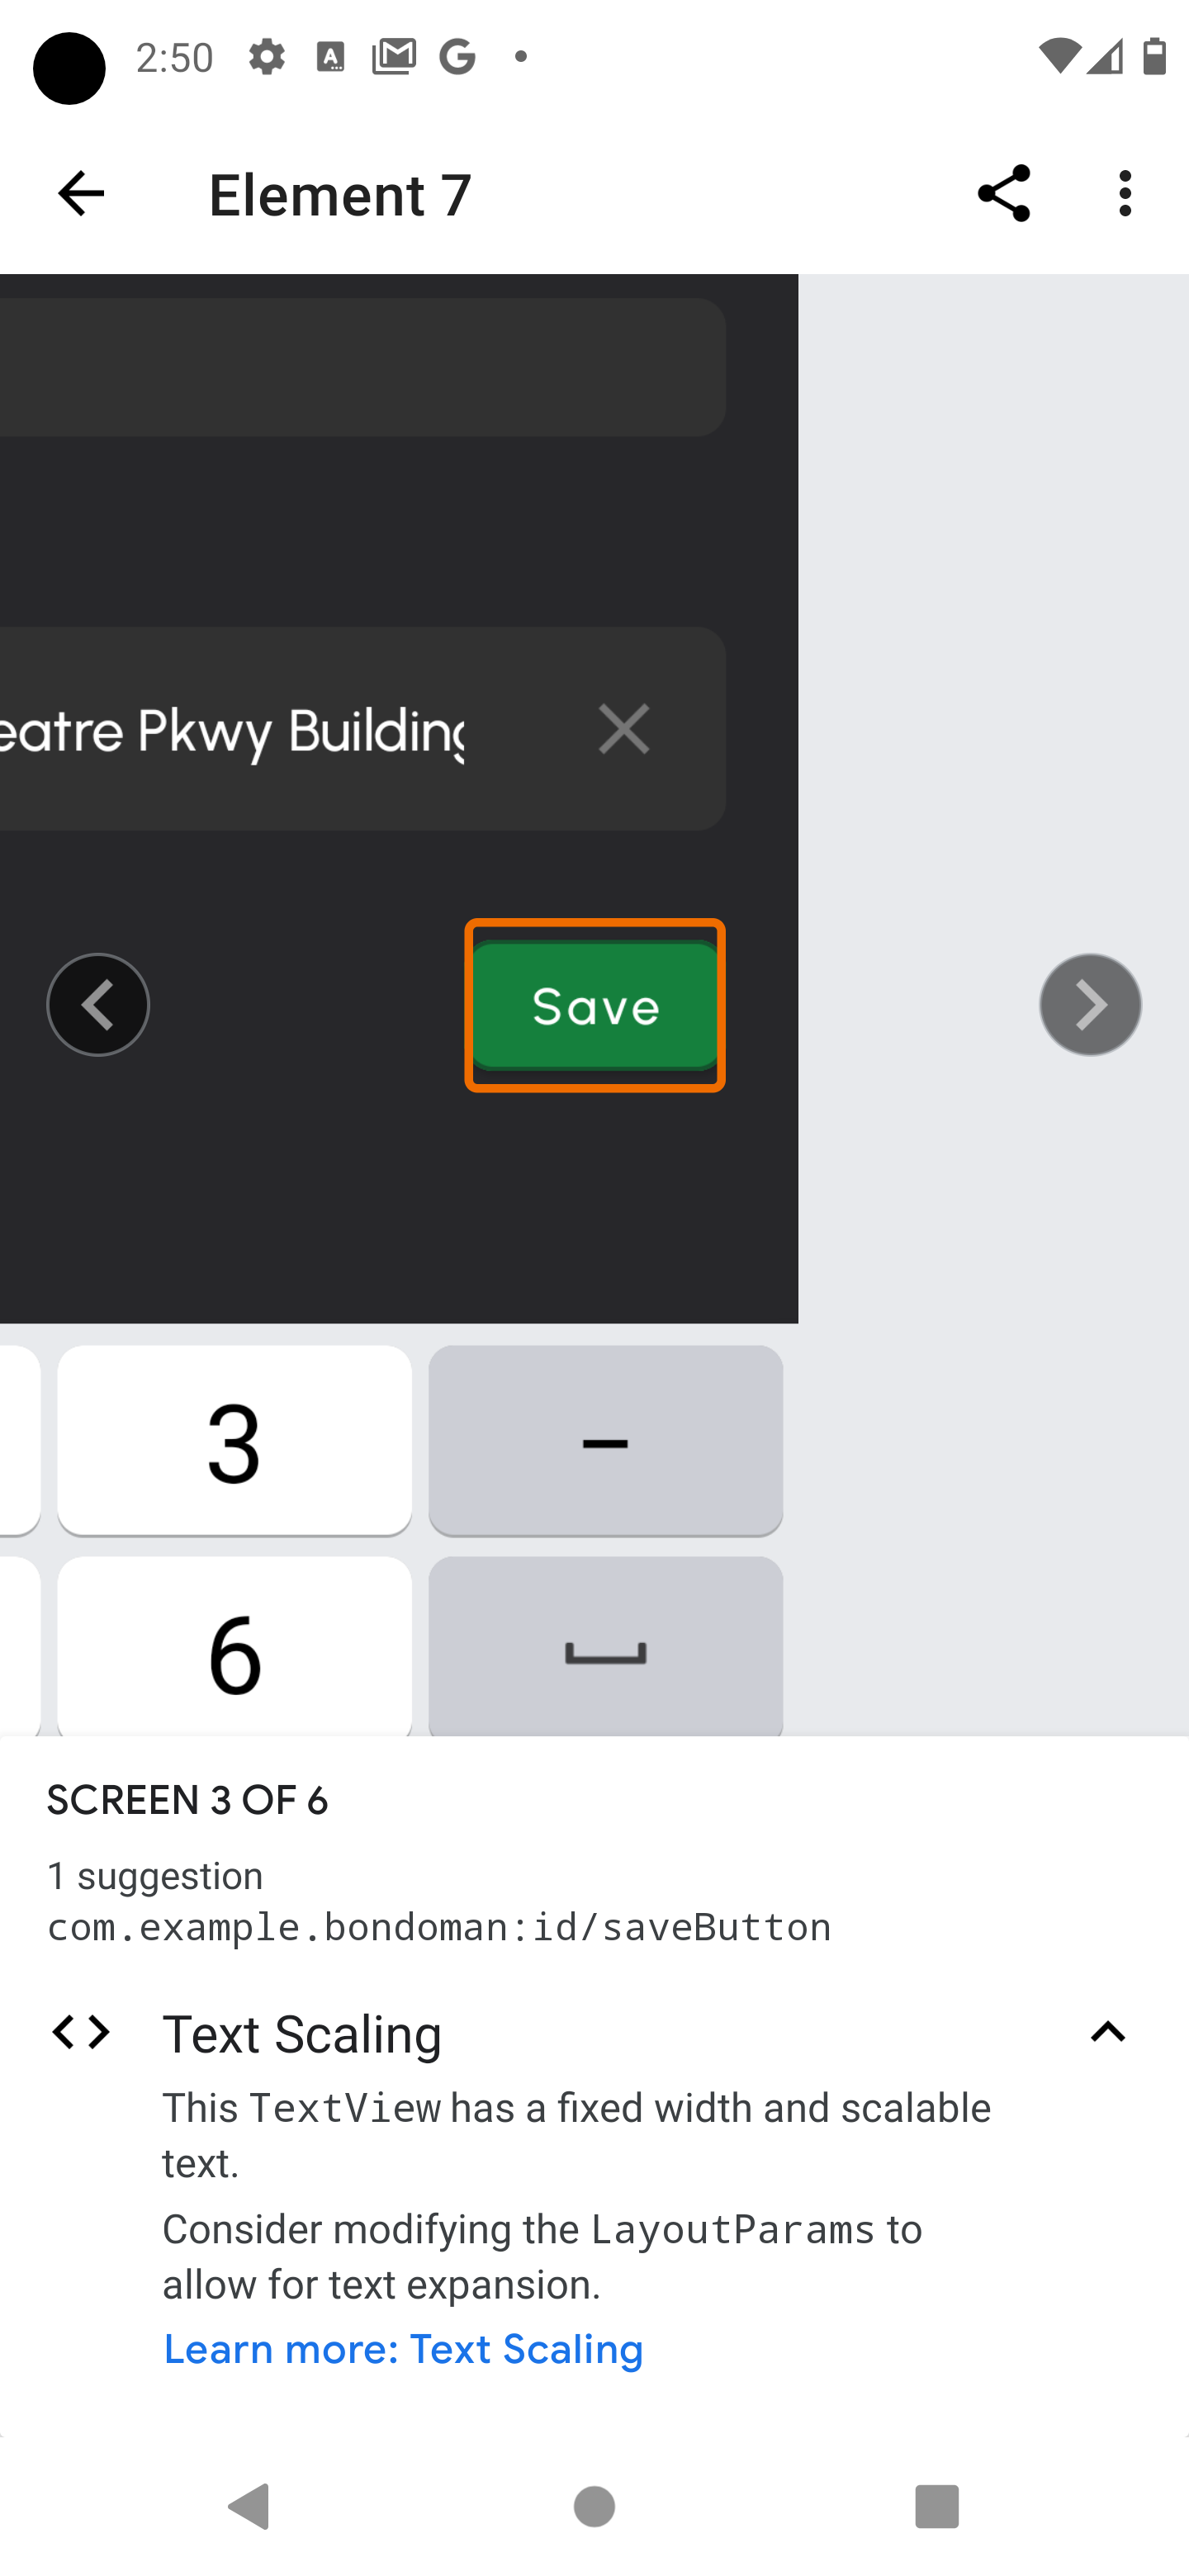 2:50
Element 7
eatre Pkwy Building
Save
3
–
6
SCREEN 3 OF 6
1 suggestion
com.example.bondoman:id/saveButton
Text Scaling
This TextView has a fixed width and scalable
text.
Consider modifying the LayoutParams to
allow for text expansion.
Learn more: Text Scaling